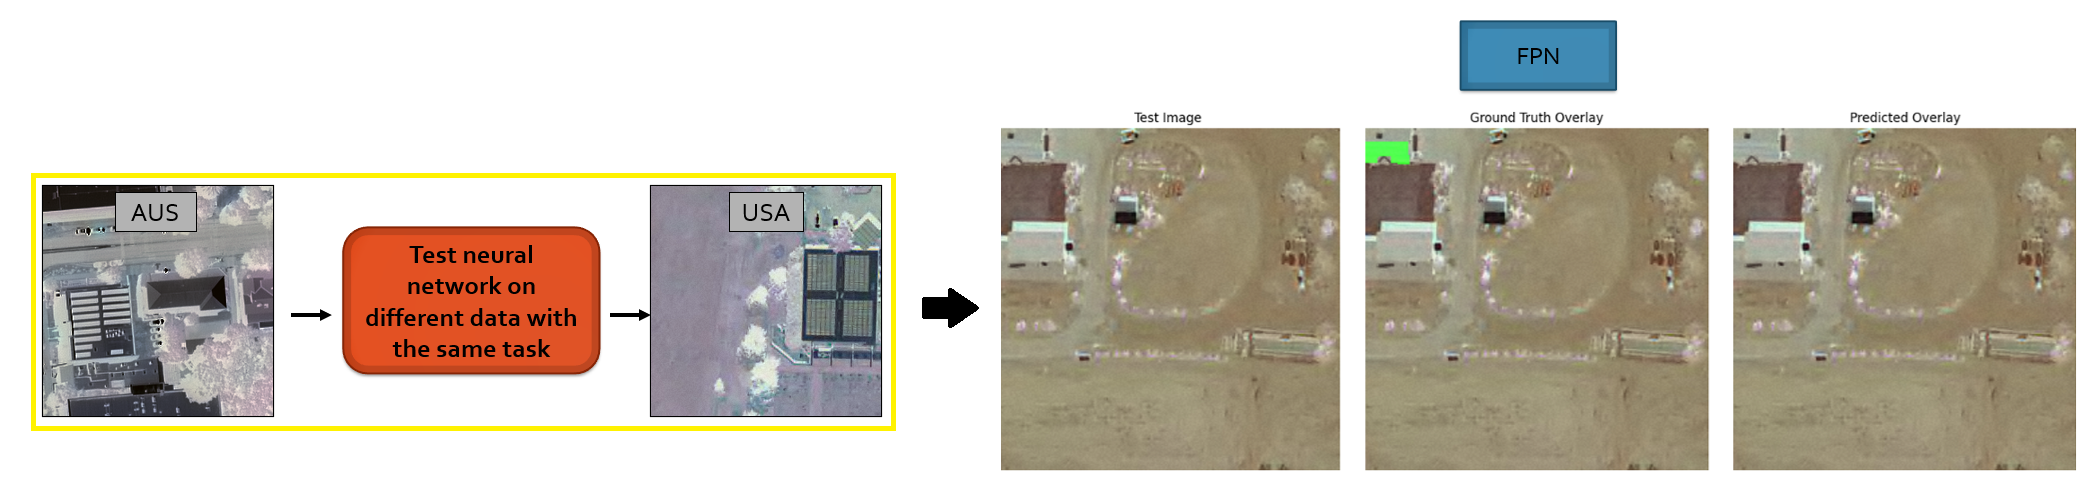 AUS
Test neural
network on
different data with
the same task
USA
FPN
Test Image
Ground Truth Overlay
Predicted Overlay